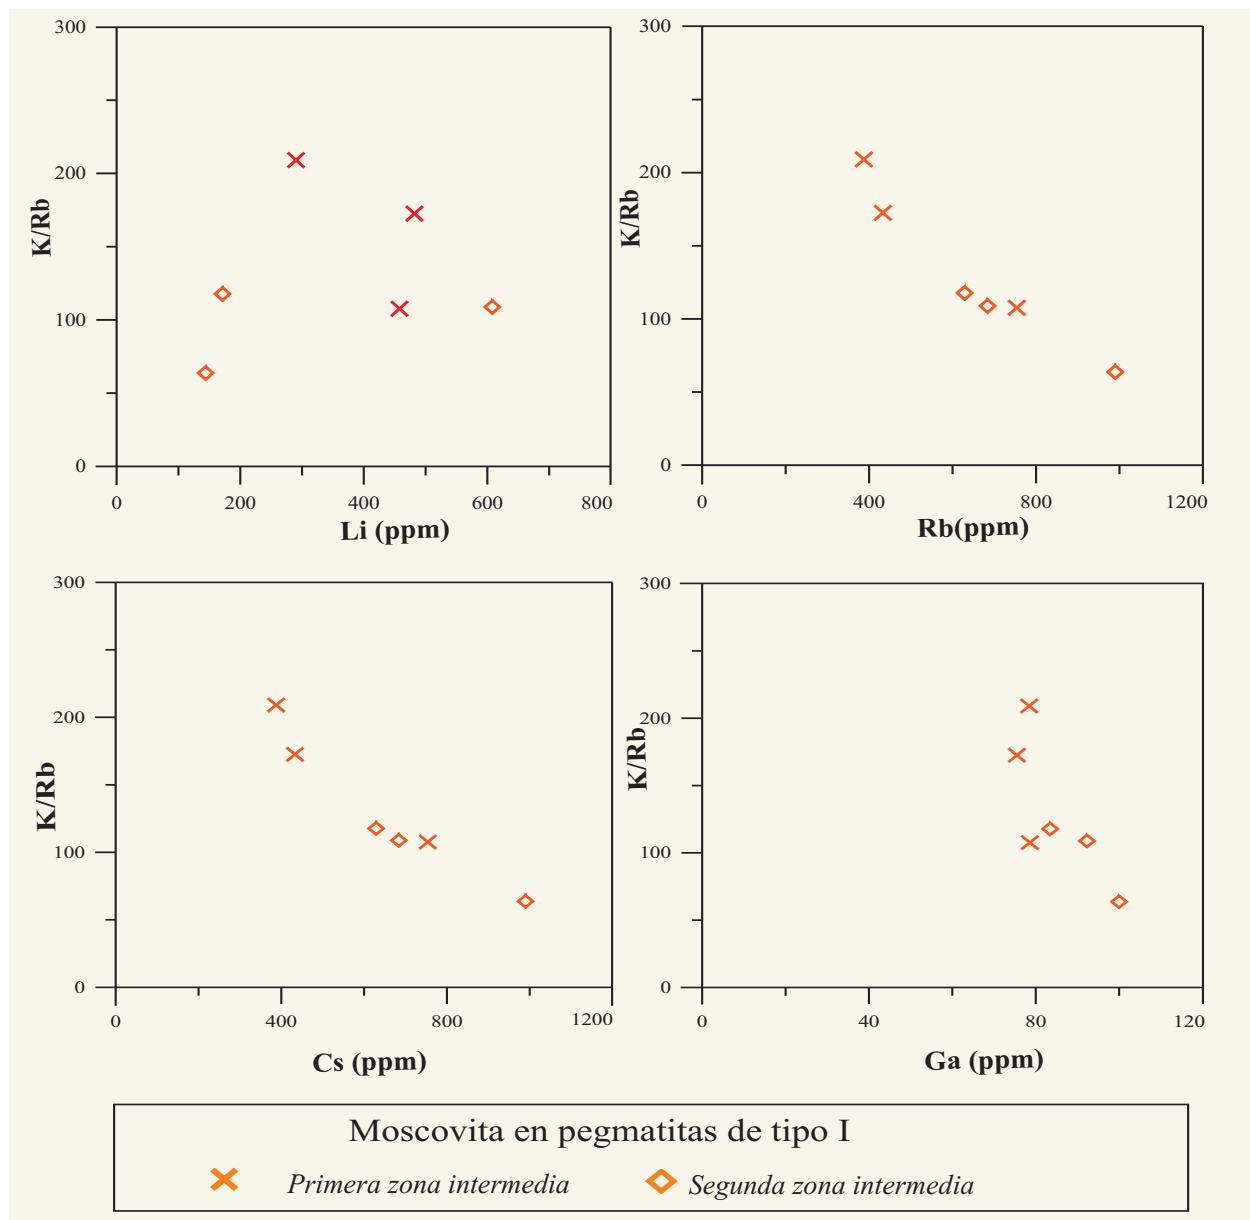 300
200
100
0
K/Rb
0 200 400 600 800
Li (ppm)
300
200
100
0
K/Rb
0 400 800 1200
Rb(ppm)
300
200
100
0
K/Rb
0 400 800 1200
Cs (ppm)
300
200
100
0
K/Rb
0 40 80 120
Ga (ppm)
Moscovita en pegmatitas de tipo I
Primera zona intermedia Segunda zona intermedia